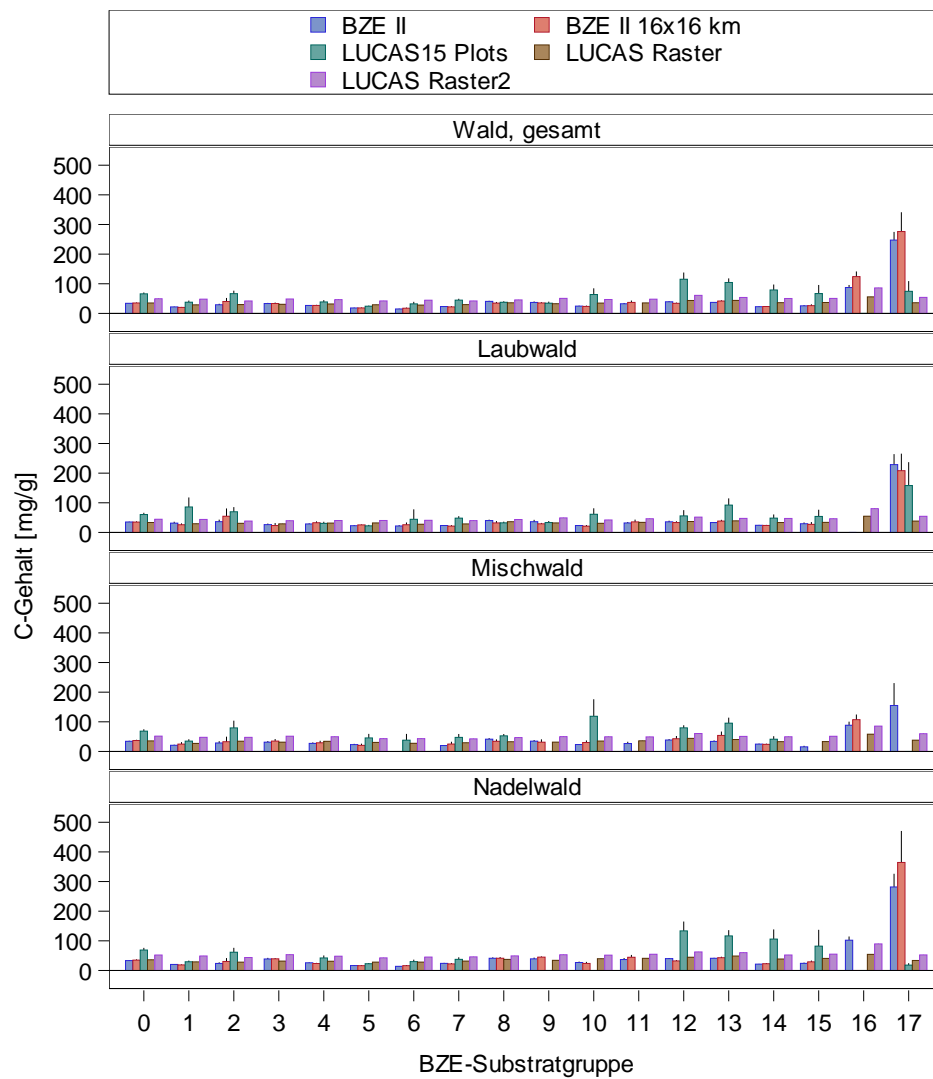 BZE II BZE II 16x16 km
LUCAS15 Plots LUCAS Raster
LUCAS Raster2
Wald, gesamt
500
400
300
200
100
0
Laubwald
500
400
300
200
100
0
Mischwald
500
400
300
200
100
0
Nadelwald
500
400
300
200
100
0
C-Gehalt [mg/g]
0 1 2 3 4 5 6 7 8 9 10 11 12 13 14 15 16 17
BZE-Substratgruppe